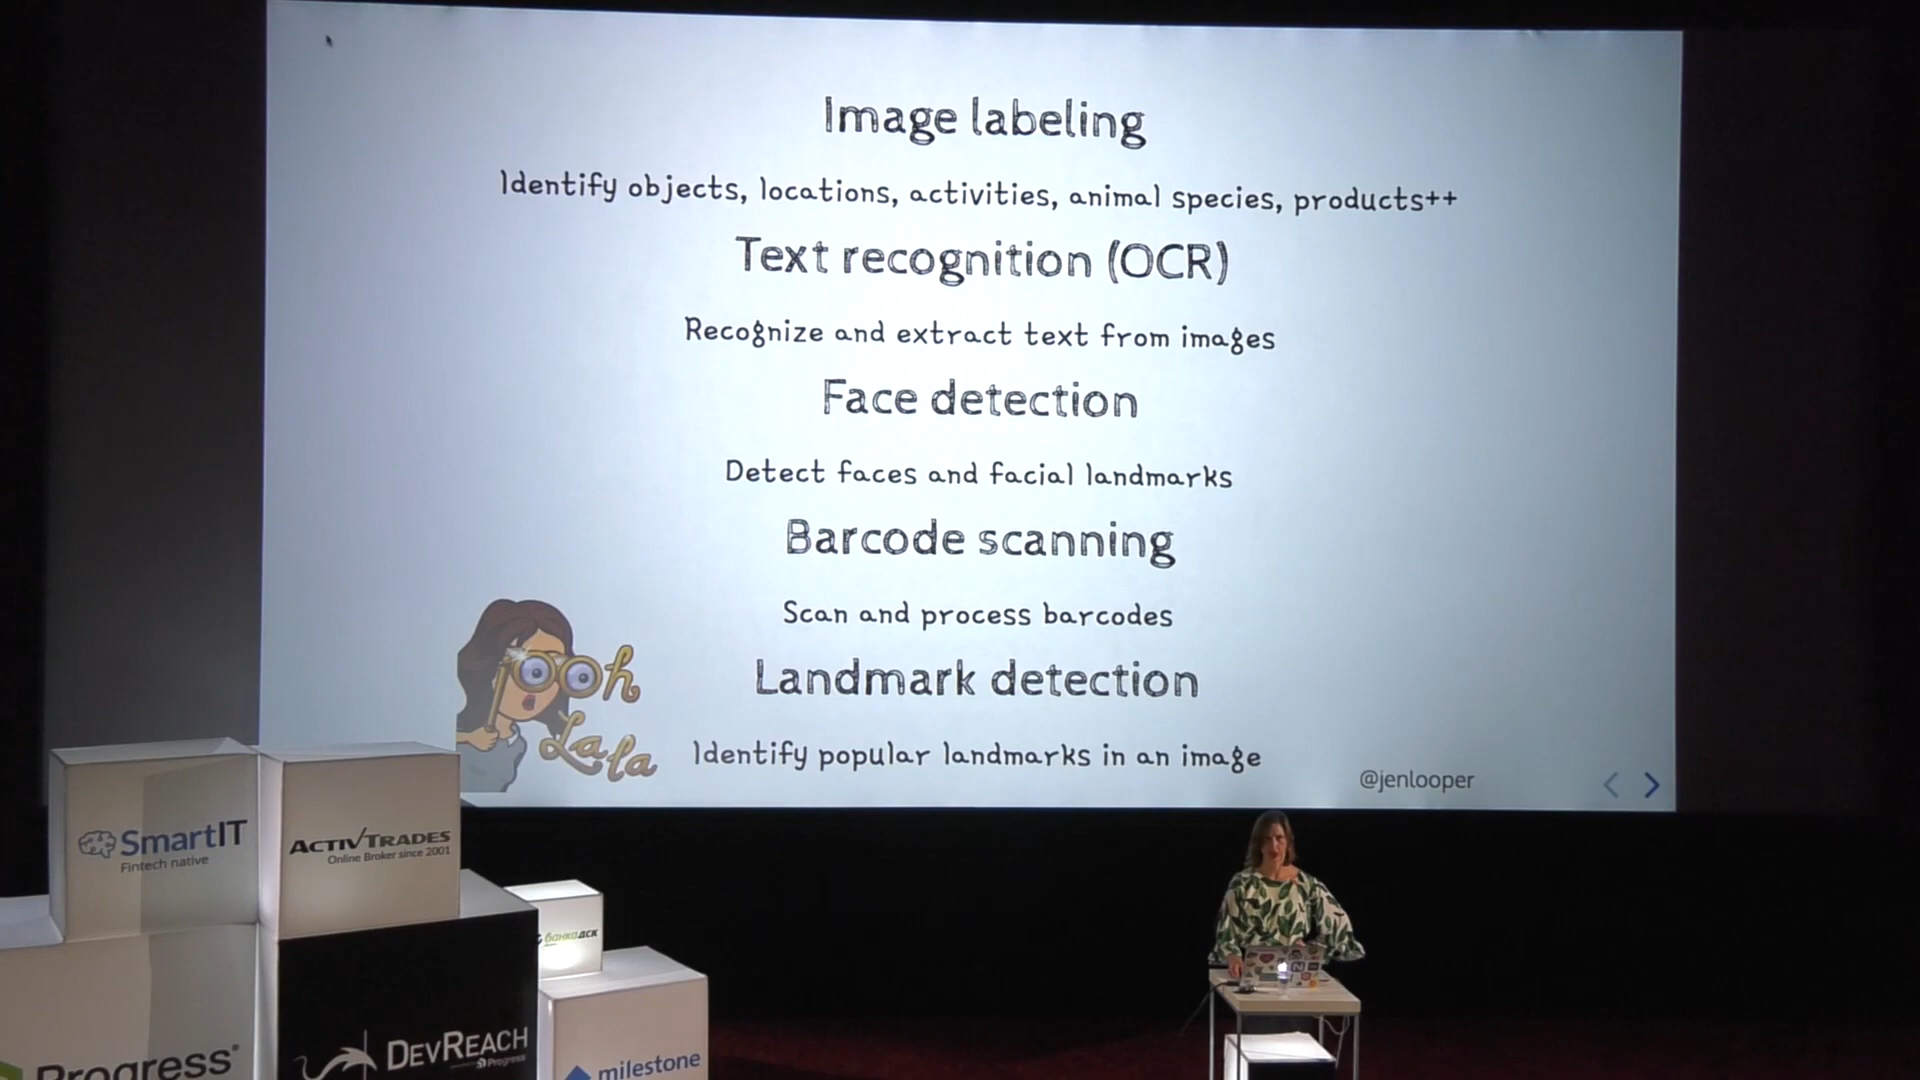 Image labeling
Identify objects, locations, activities, animal species, products++
Text recognition (OCR)
Recognize and extract text from images
Face detection
Detect faces and facial landmarks
Barcode scanning
Scan and process barcodes
Landmark detection
Identify popular landmarks in an image
ooh
La la
@jenlooper
SmartIT
Fintech native
ACTIVTRADES
Online Broker since 2001
банкадск
DEVREACH
Progress
Progress
milestone